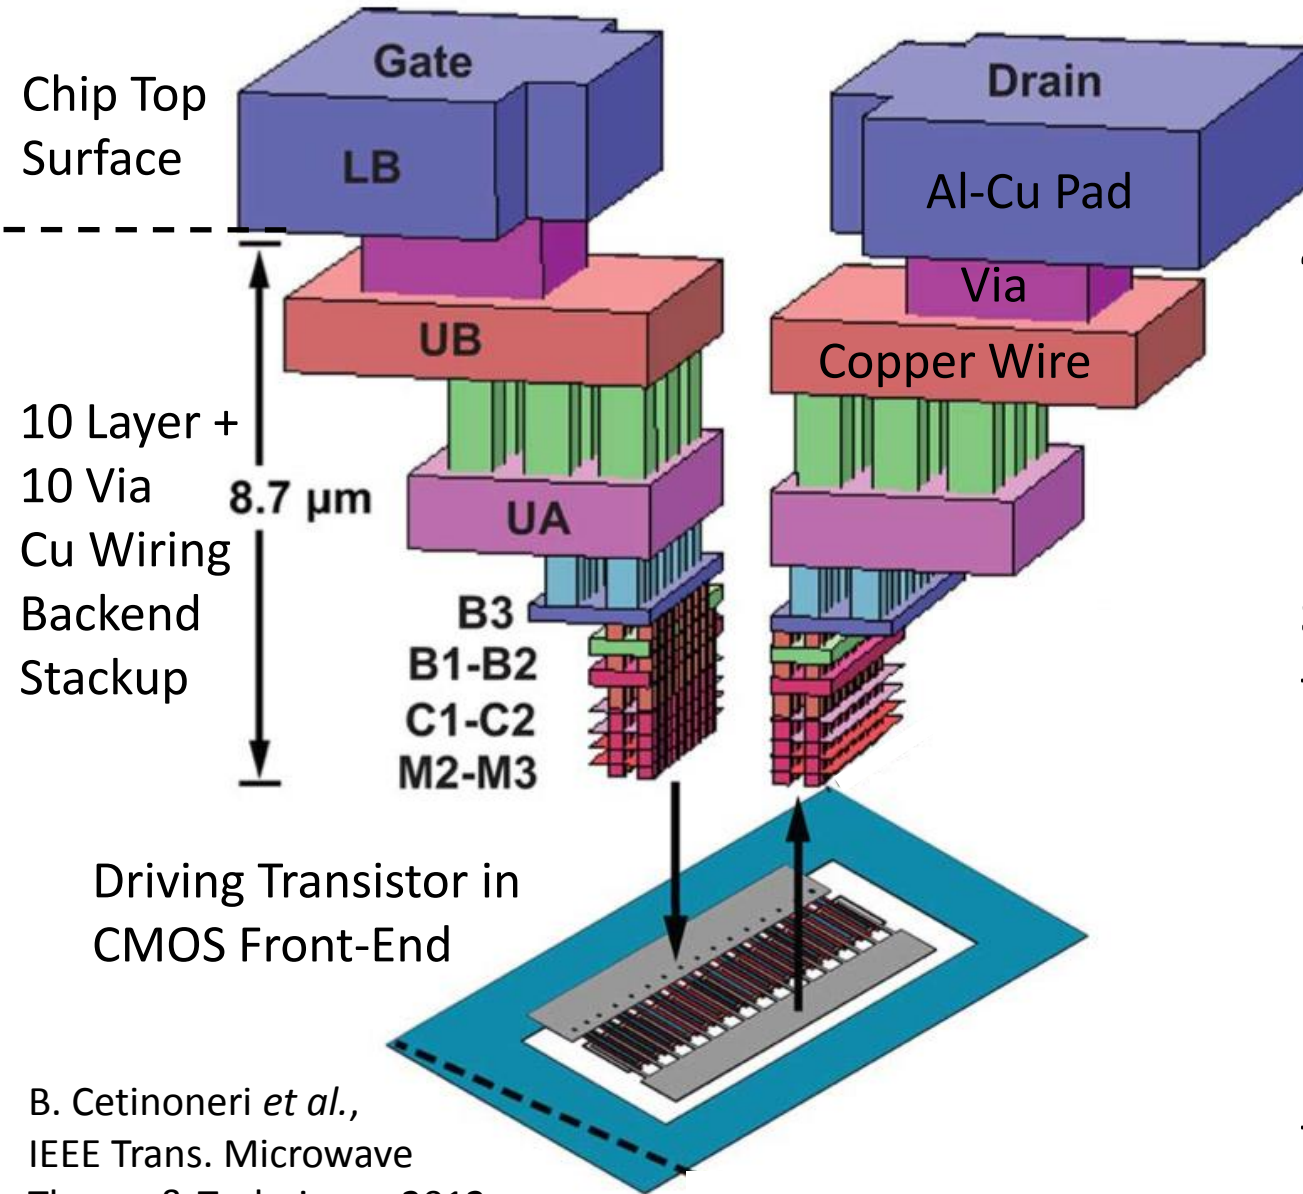 Gate
Drain
Chip Top
Surface
LB
Al-Cu Pad
Via
UB
Copper Wire
10 Layer +
10 Via
Cu Wiring
Backend
Stackup
8.7 μm
UA
B3
B1-B2
C1-C2
M2-M3
Driving Transistor in
CMOS Front-End
B. Cetinoneri et al.,
IEEE Trans. Microwave